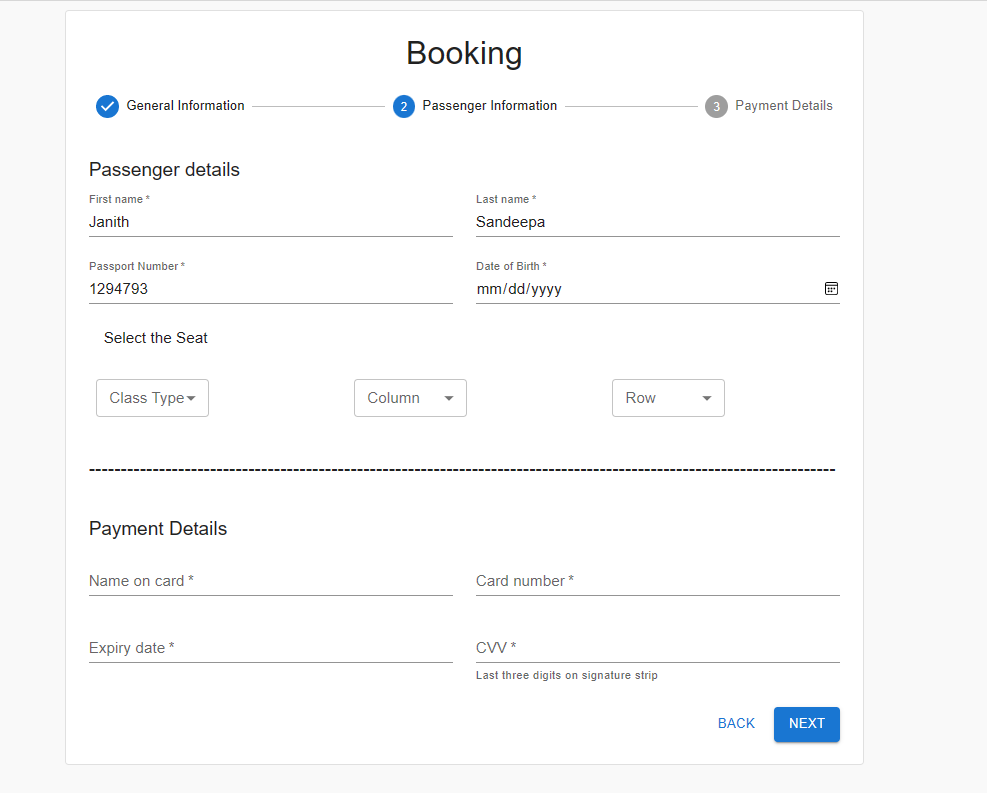 Booking
General Information
2 Passenger Information
3 Payment Details
Passenger details
First name *
Last name *
Janith
Sandeepa
Passport Number *
Date of Birth *
1294793
mm/dd/yyyy
Select the Seat
Class Type
Column
Row
Payment Details
Name on card *
Card number *
Expiry date *
CVV *
Last three digits on signature strip
BACK
NEXT